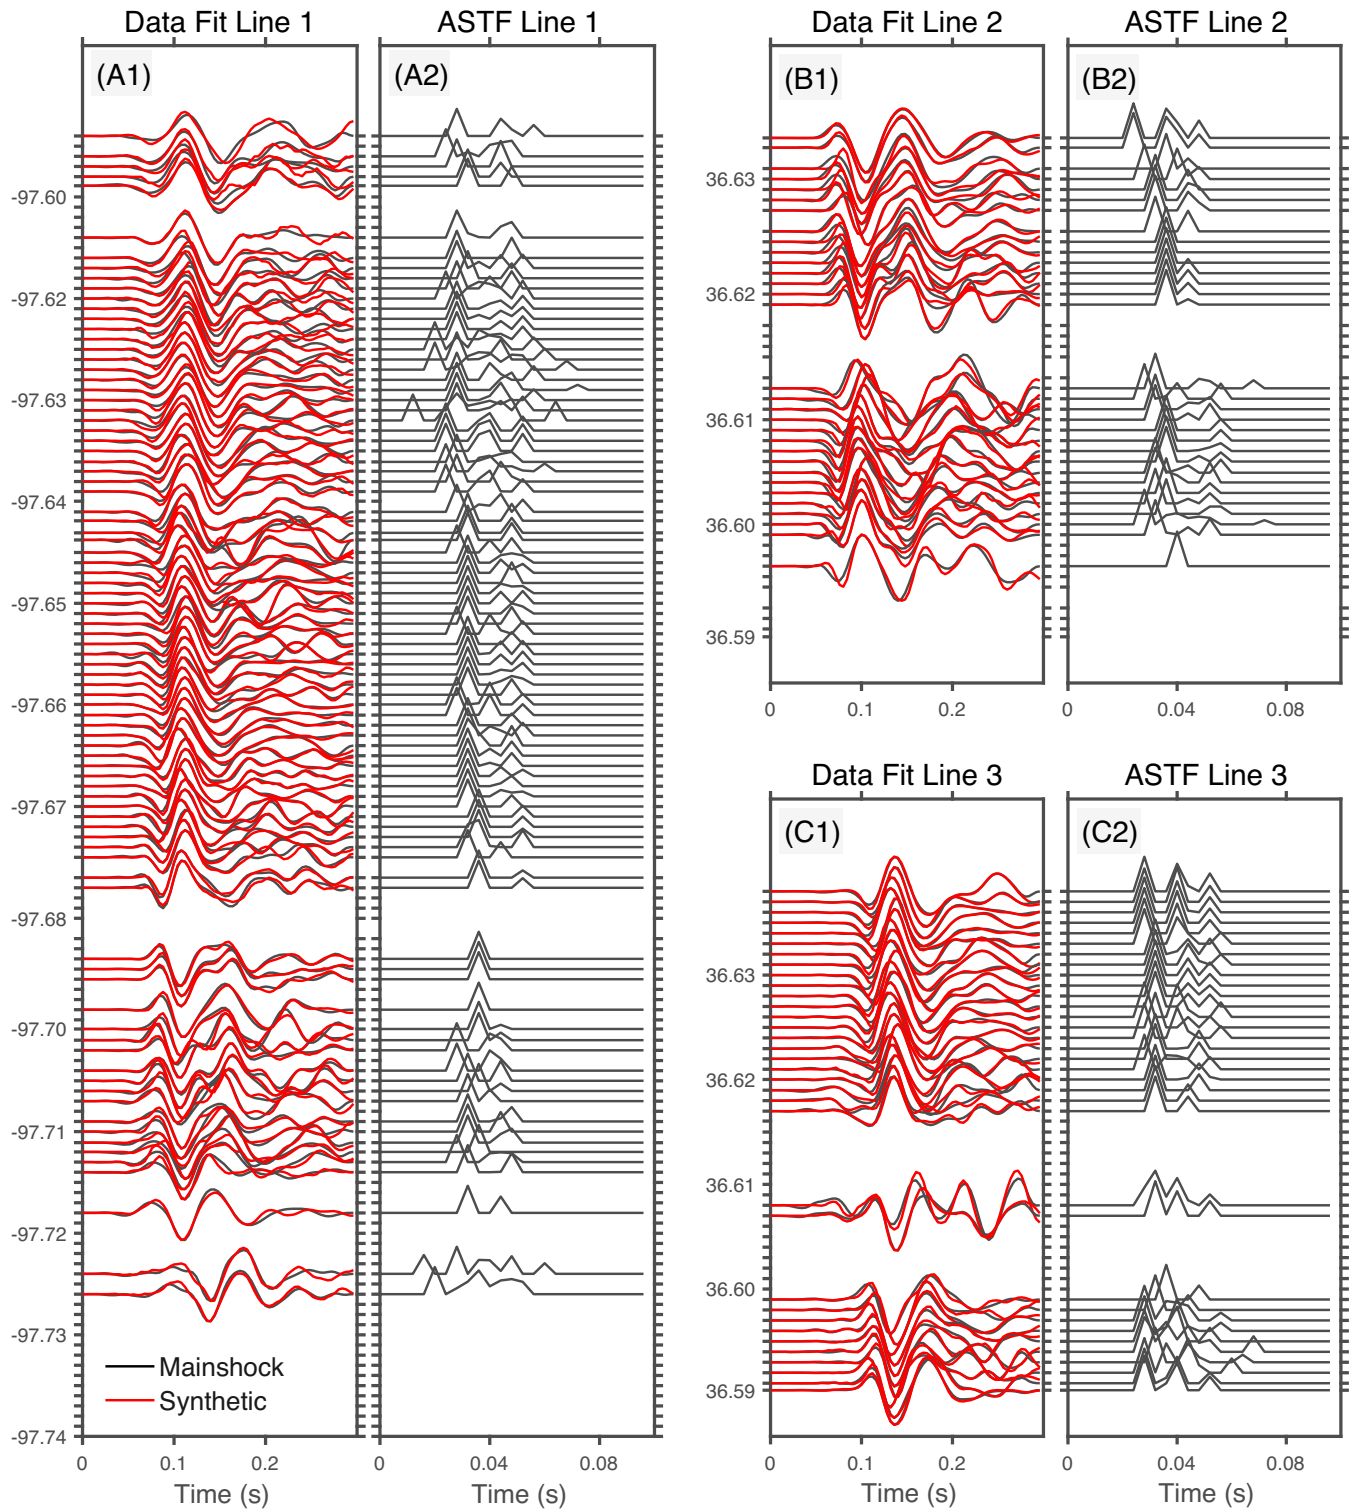 Data Fit Line 1
ASTF Line 1
(A1)
(A2)
-97.60
-97.62
-97.63
-97.64
-97.65
-97.66
-97.67
-97.68
-97.70
-97.71
-97.72
-97.73
-97.74
Mainshock
Synthetic
0
0.1
0.2
0
0.04
0.08
Time (s)
Time (s)
Data Fit Line 2
ASTF Line 2
(B1)
(B2)
36.63
36.62
36.61
36.60
36.59
0
0.1
0.2
0
0.04
0.08
Data Fit Line 3
ASTF Line 3
(C1)
(C2)
36.63
36.62
36.61
36.60
36.59
0
0.1
0.2
0
0.04
0.08
Time (s)
Time (s)